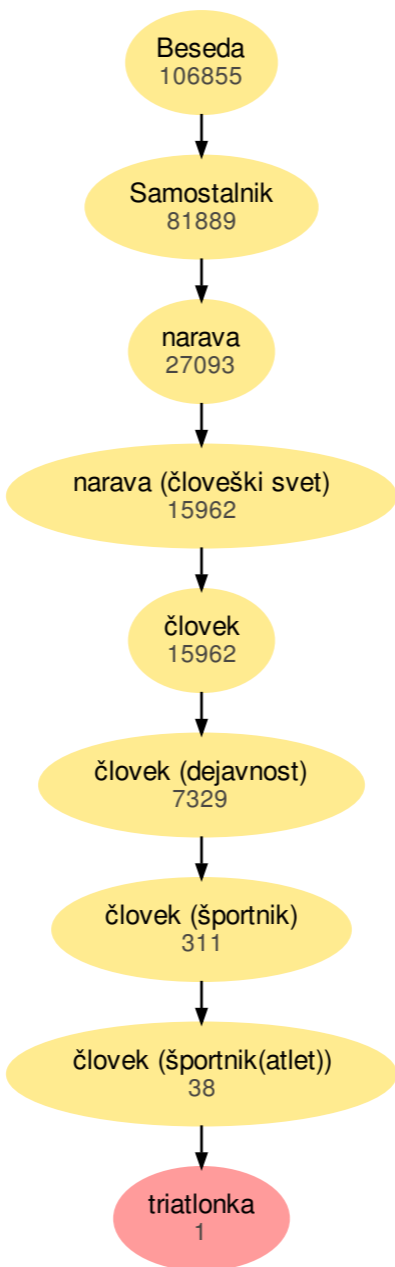 Beseda
106855
Samostalnik
81889
narava
27093
narava (človeški svet)
15962
človek
15962
človek (dejavnost)
7329
človek (športnik)
311
človek (športnik(atlet))
38
triatlonka
1